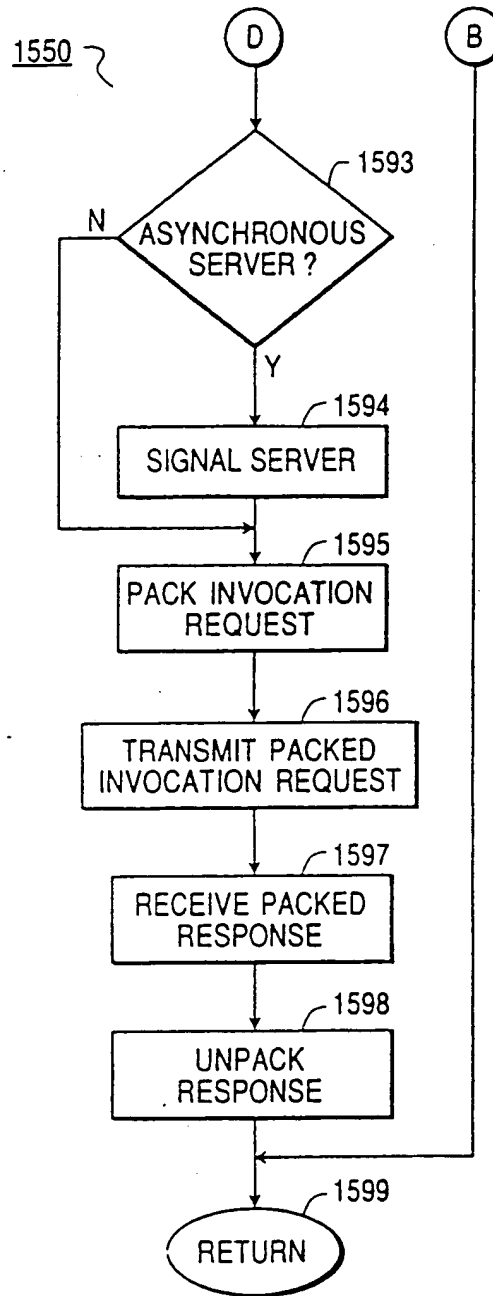 1550
D
B
1593
N
ASYNCHRONOUS
SERVER?
Y
1594
SIGNAL SERVER
1595
PACK INVOCATION
REQUEST
1596
TRANSMIT PACKED
INVOCATION REQUEST
1597
RECEIVE PACKED
RESPONSE
1598
UNPACK
RESPONSE
1599
RETURN